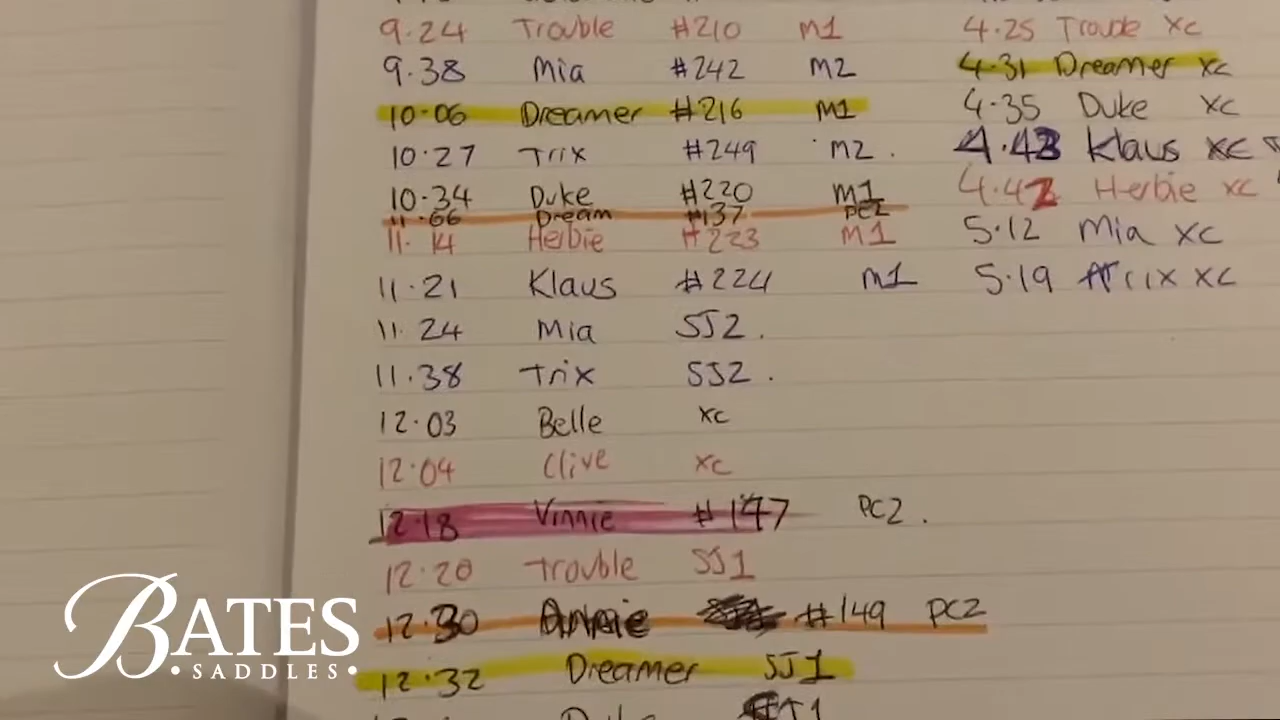 9.24 Trouble #210 M1
9.38 Mia #242 M2
10.06 Dreamer #216 M1
10.27 Trix #249 M2.
10.34 Duke #220 M1
11.06 Dream #137 PC2
11.14 Herbie #223 M1
11.21 Klaus #224 M1
11.24 Mia SJ2.
11.38 Trix SJ2.
12.03 Belle XC
12.04 Clive XC
12.18 Vinnie #147 PC2.
12.20 Trouble SJ1
12.30 Annie #149 PC2
12.32 Dreamer SJ1
Duke
4.25 Trouble XC
4.31 Dreamer XC
4.35 Duke XC
4.43 Klaus XC
4.42 Herbie XC
5.12 Mia XC
5.19 Trix XC
BATES
SADDLES